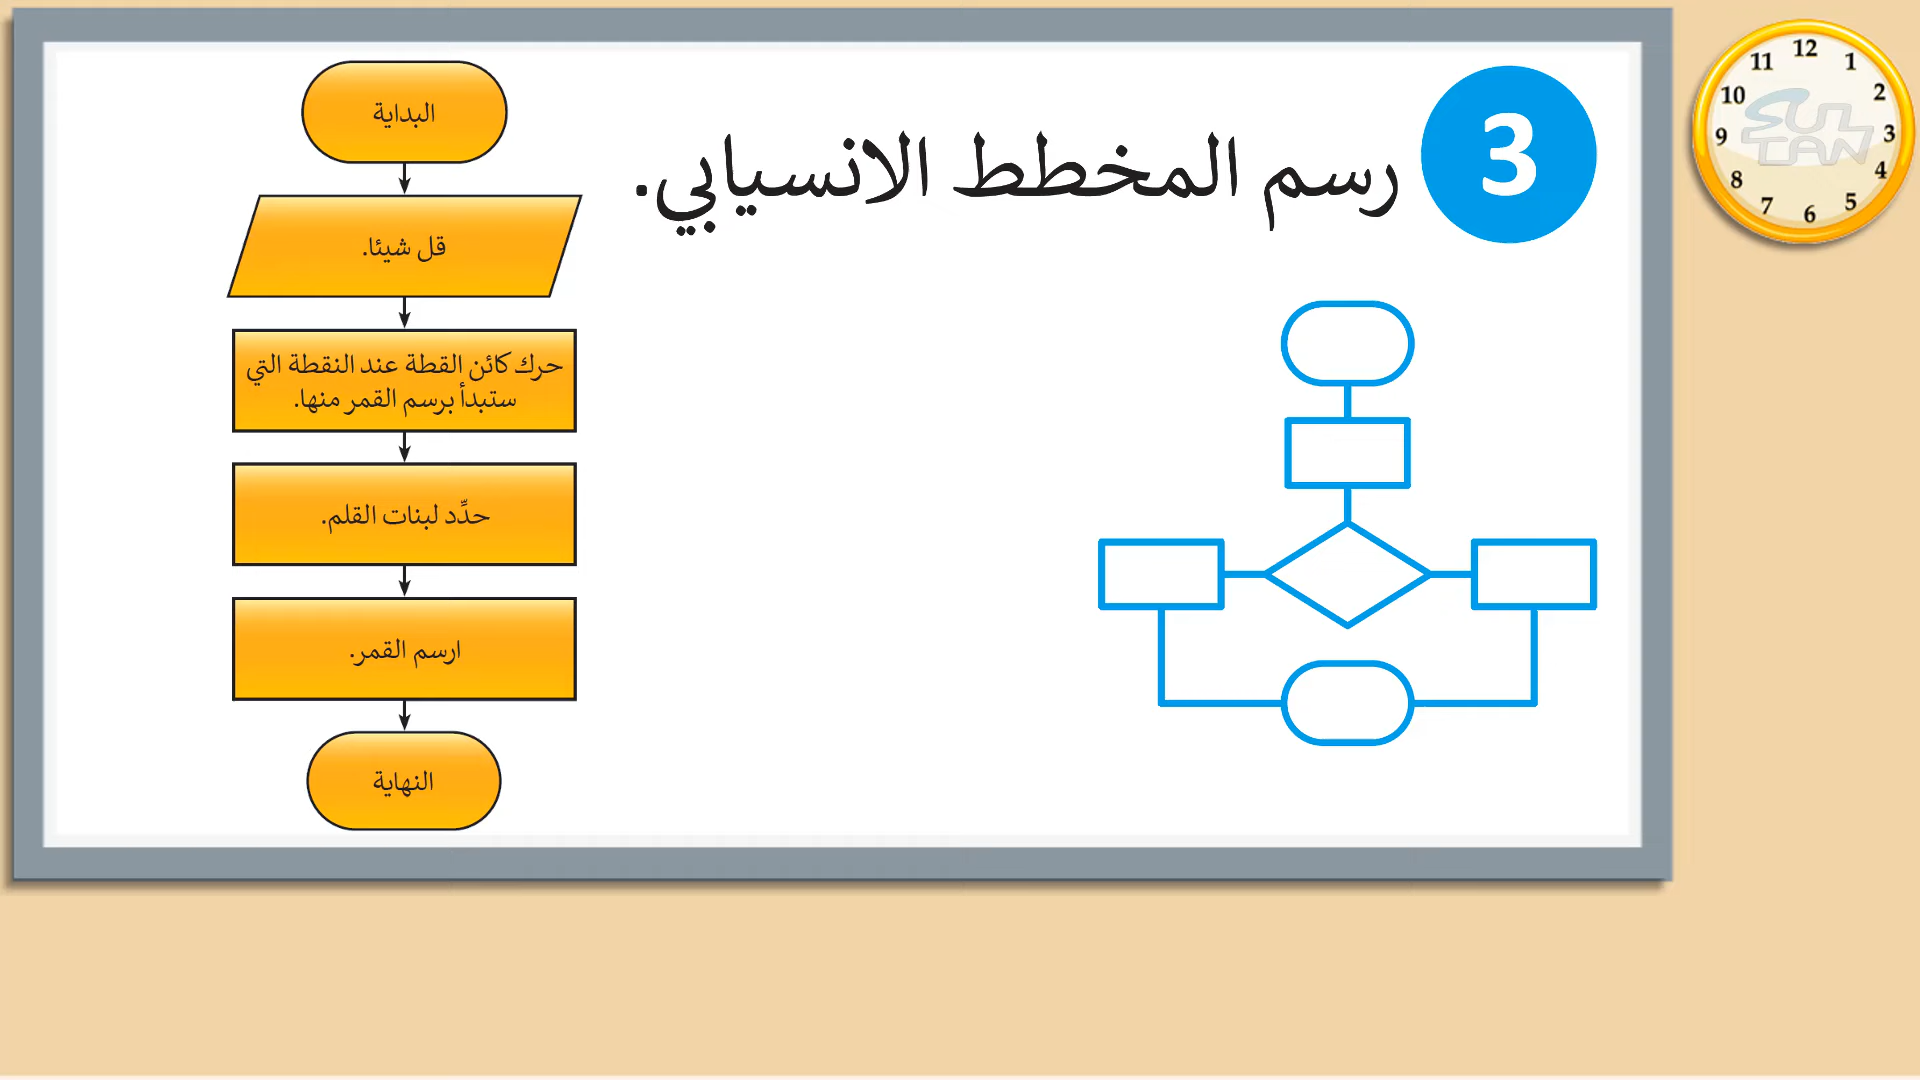 3
رسم المخطط الانسيابي.
البداية
قل شيئا.
حرك كائن القطة عند النقطة التي
ستبدأ برسم القمر منها.
حدِّد لبنات القلم.
ارسم القمر.
النهاية
12
1
2
3
4
5
6
7
8
9
10
11
SULTAN